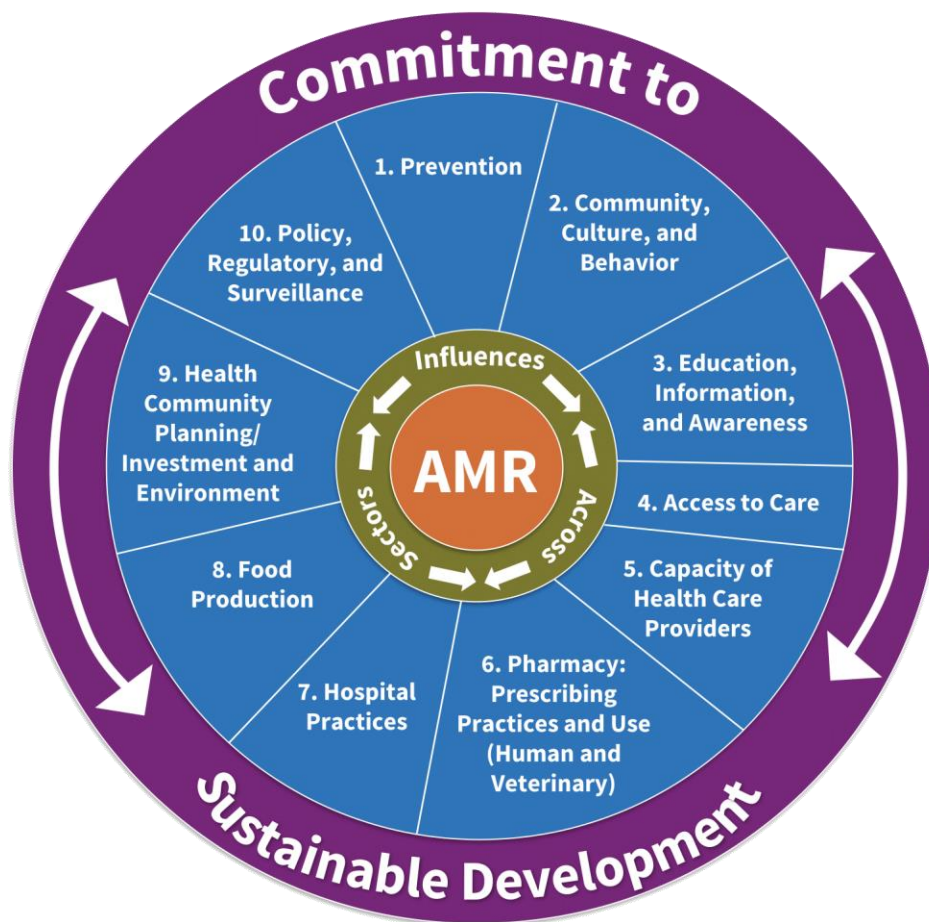 Commitment to
1. Prevention
2. Community,
Culture, and
Behavior
3. Education,
Information,
and Awareness
4. Access to Care
5. Capacity of
Health Care
Providers
6. Pharmacy:
Prescribing
Practices and Use
(Human and
Veterinary)
7. Hospital
Practices
8. Food
Production
9. Health
Community
Planning/
Investment and
Environment
10. Policy,
Regulatory, and
Surveillance
Influences
Across
Sectors
AMR
Sustainable Development